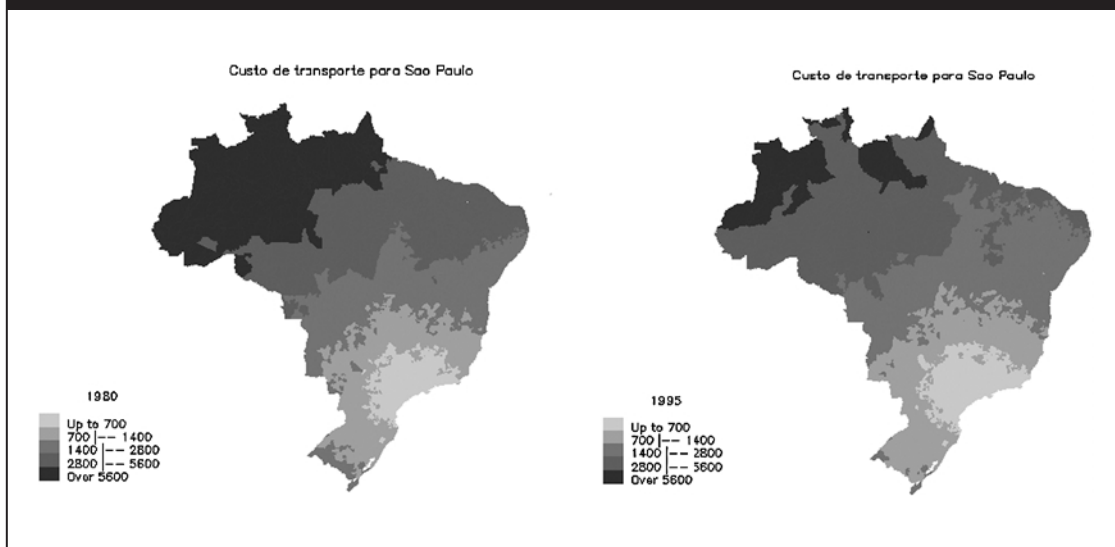 Custo de transporte para Sao Paulo
1980
Up to 700
700 |-- 1400
1400 |-- 2800
2800 |-- 5600
Over 5600
Custo de transporte para Sao Paulo
1995
Up to 700
700 |-- 1400
1400 |-- 2800
2800 |-- 5600
Over 5600